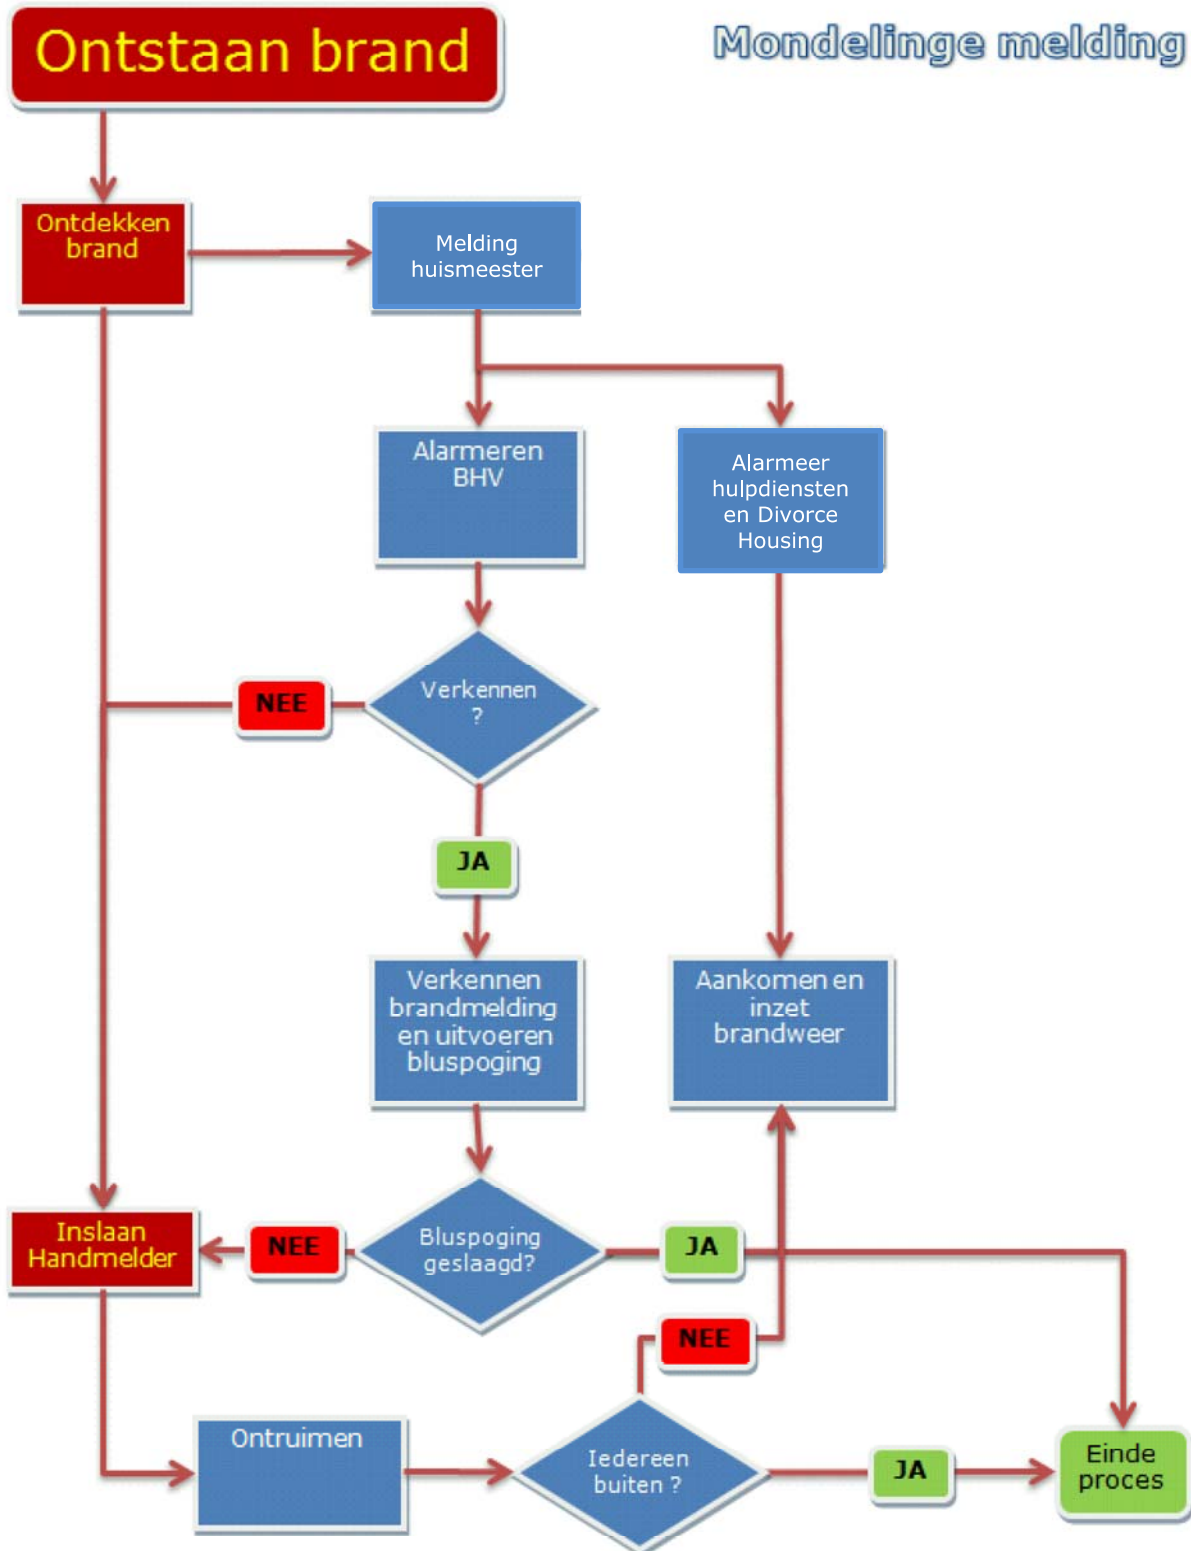 Ontstaan brand
Mondelinge melding
Ontdekken
brand
Melding
huismeester
Alarmeren
BHV
Alarmeer
hulpdiensten
en Divorce
Housing
Verkennen
?
NEE
JA
Verkennen
brandmelding
en uitvoeren
bluspoging
Aankomen en
inzet
brandweer
Inslaan
Handmelder
NEE
Bluspoging
geslaagd?
JA
NEE
Ontruimen
Iedereen
buiten ?
JA
Einde
proces